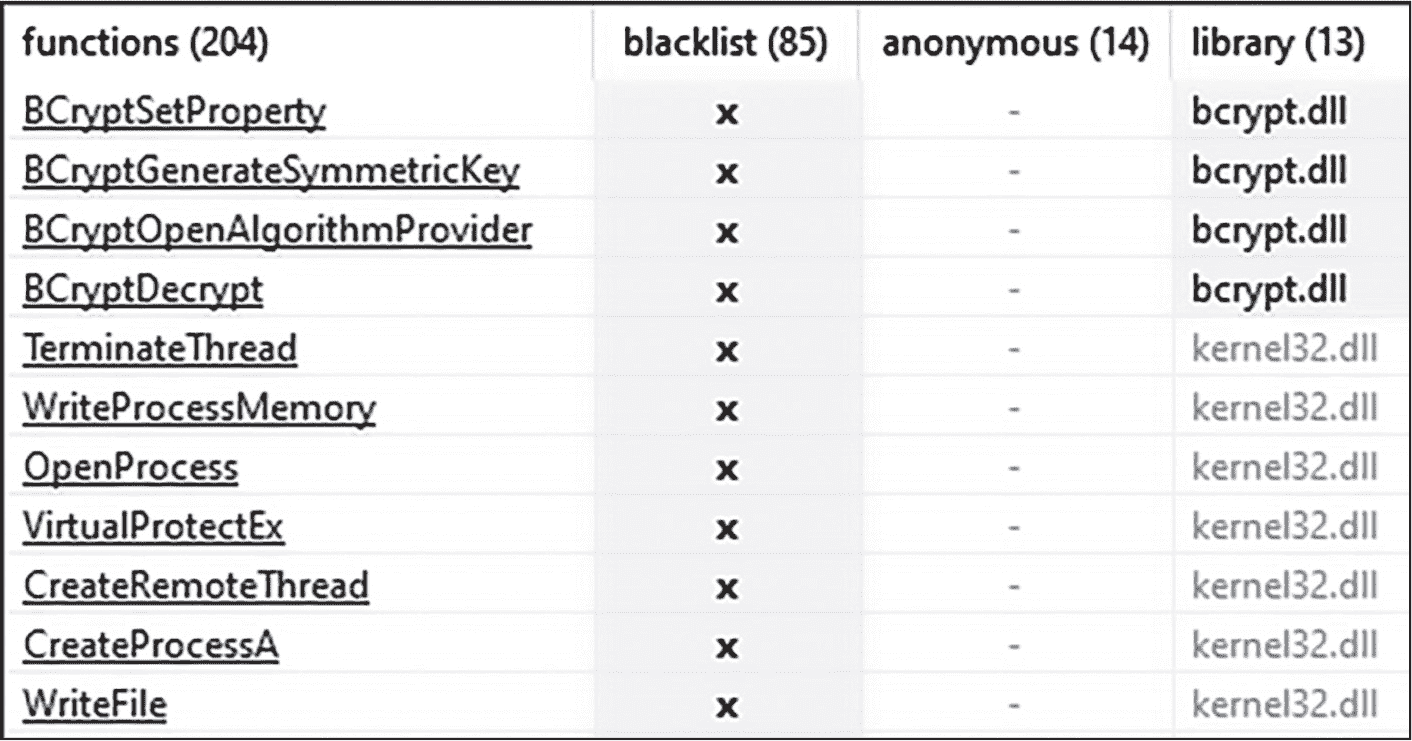 functions (204) blacklist (85) anonymous (14) library (13)
BCryptSetProperty x - bcrypt.dll
BCryptGenerateSymmetricKey x - bcrypt.dll
BCryptOpenAlgorithmProvider x - bcrypt.dll
BCryptDecrypt x - bcrypt.dll
TerminateThread x - kernel32.dll
WriteProcessMemory x - kernel32.dll
OpenProcess x - kernel32.dll
VirtualProtectEx x - kernel32.dll
CreateRemoteThread x - kernel32.dll
CreateProcessA x - kernel32.dll
WriteFile x - kernel32.dll